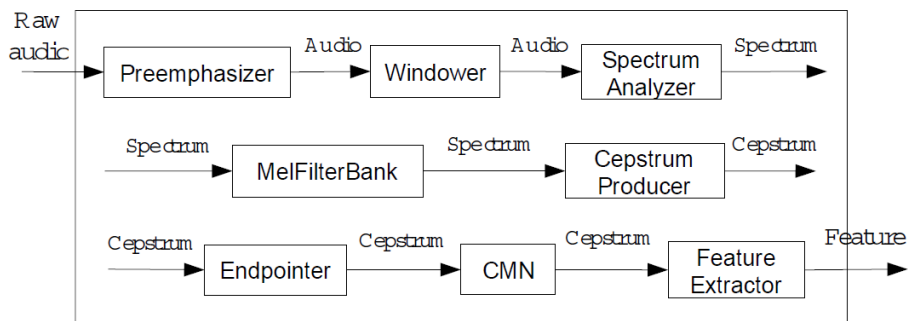 Raw
audic
Preemphasizer
Audio
Windower
Audio
Spectrum
Analyzer
Spectrum
Spectrum
MelFilterBank
Spectrum
Cepstrum
Producer
Cepstrum
Cepstrum
Endpointer
Cepstrum
CMN
Cepstrum
Feature
Extractor
Feature